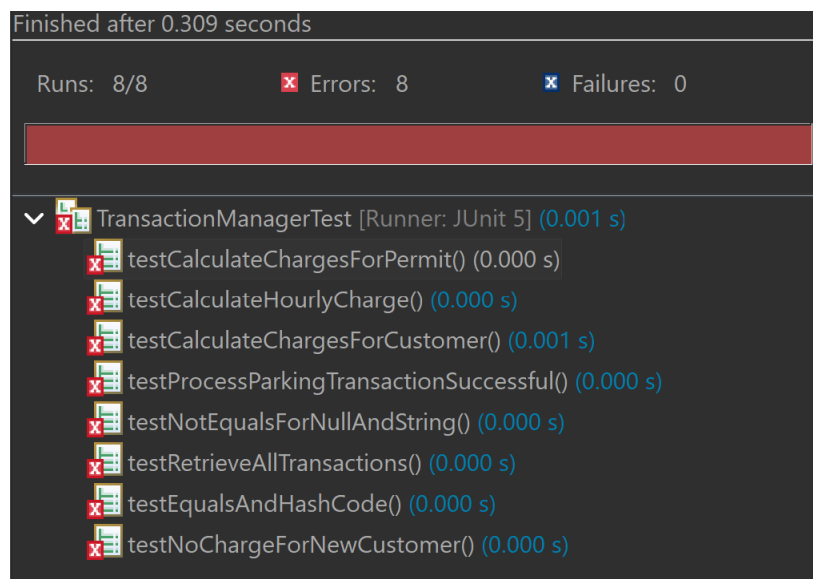 Finished after 0.309 seconds
Runs: 8/8 Errors: 8 Failures: 0
TransactionManagerTest [Runner: JUnit 5] (0.001 s)
testCalculateChargesForPermit() (0.000 s)
testCalculateHourlyCharge() (0.000 s)
testCalculateChargesForCustomer() (0.001 s)
testProcessParkingTransactionSuccessful() (0.000 s)
testNotEqualsForNullAndString() (0.000 s)
testRetrieveAllTransactions() (0.000 s)
testEqualsAndHashCode() (0.000 s)
testNoChargeForNewCustomer() (0.000 s)